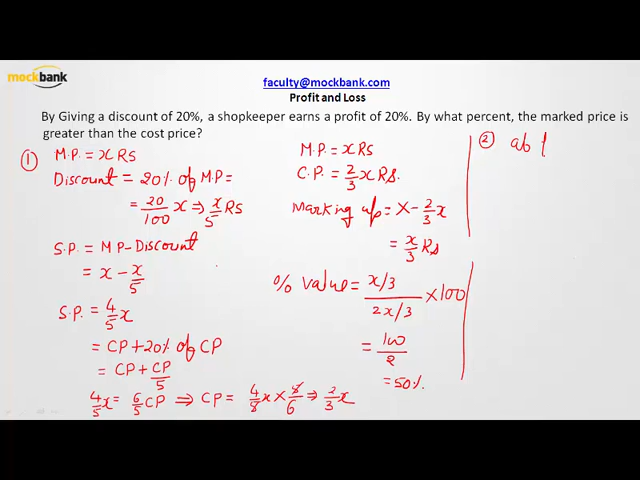 mockbank
faculty@mockbank.com
Profit and Loss
By Giving a discount of 20%, a shopkeeper earns a profit of 20%. By what percent, the marked price is
greater than the cost price?
① M.P. = x RS
Discount = 20% of M.P =
= 20/100 x ⇒ x/5 RS
S.P. = MP - Discount
= x - x/5
S.P. = 4/5 x
= CP + 20% of CP
= CP + CP/5
4/5 x = 6/5 CP ⇒ CP = 4/5 x × 5/6 ⇒ 2/3 x
M.P. = x RS
C.P. = 2/3 x RS.
Marking up = x - 2/3 x
= x/3 RS
% Value = x/3 / 2x/3 × 100
= 100/2
= 50%.
② ab